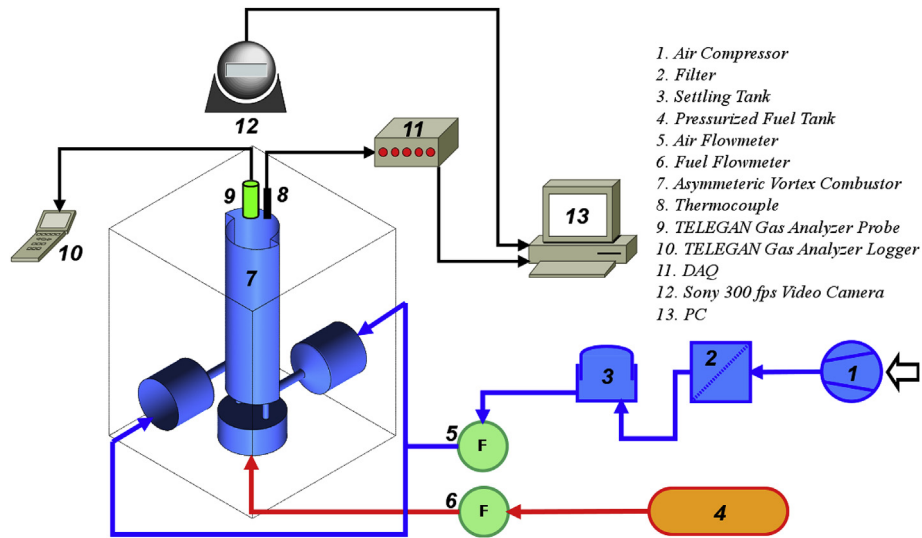 12
11
9
8
10
7
13
1. Air Compressor
2. Filter
3. Settling Tank
4. Pressurized Fuel Tank
5. Air Flowmeter
6. Fuel Flowmeter
7. Asymmeteric Vortex Combustor
8. Thermocouple
9. TELEGAN Gas Analyzer Probe
10. TELEGAN Gas Analyzer Logger
11. DAQ
12. Sony 300 fps Video Camera
13. PC
3
2
1
5
F
6
F
4